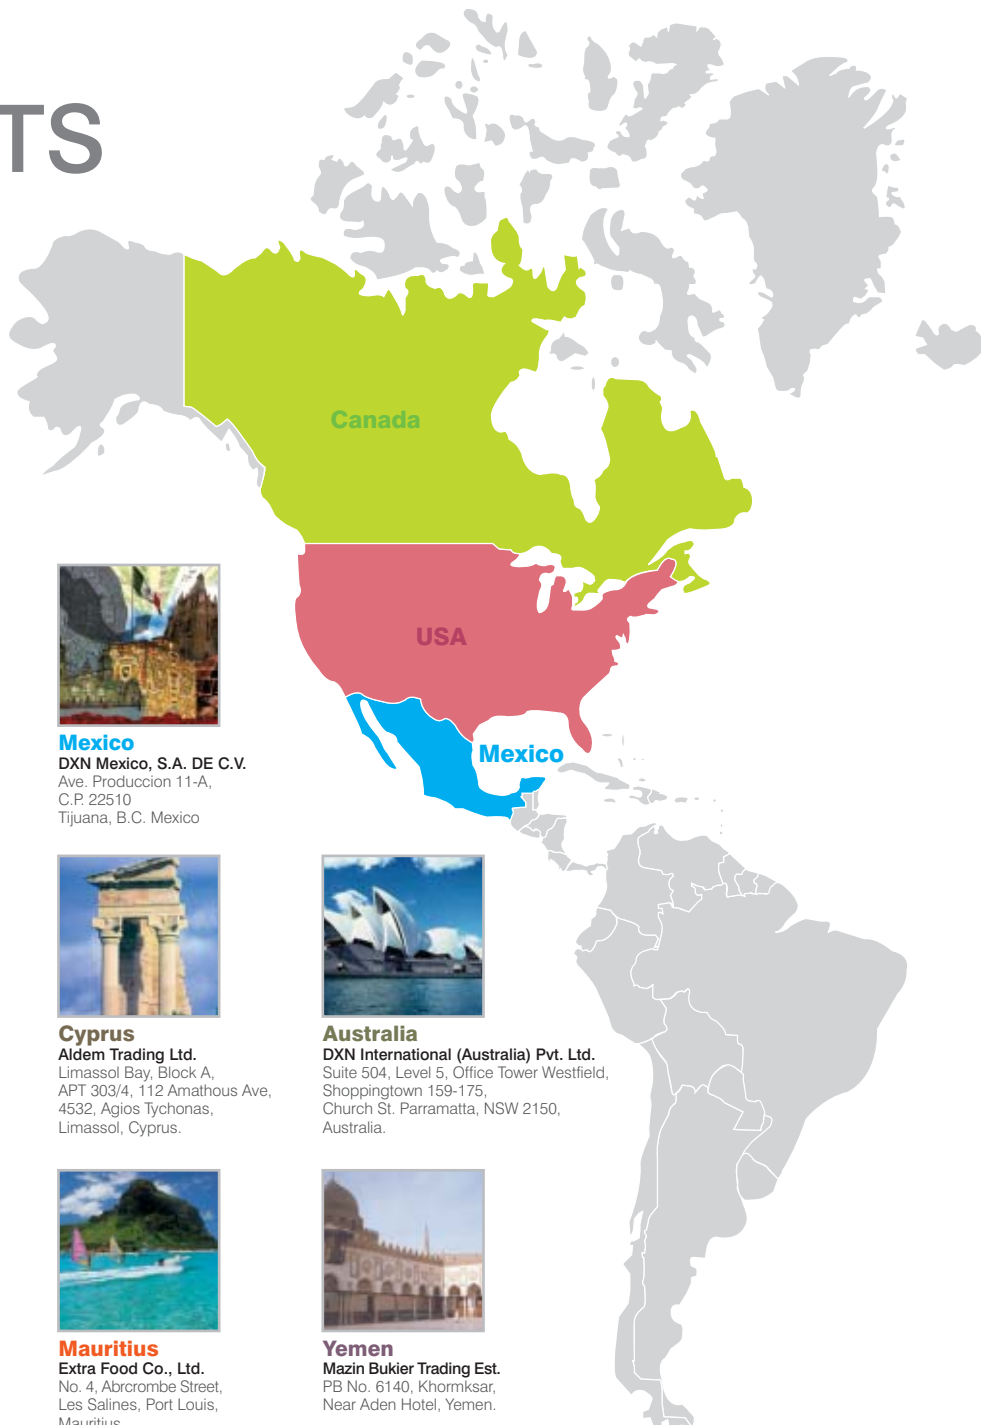 TS
Canada
USA
Mexico
Mexico
DXN Mexico, S.A. DE C.V.
Ave. Produccion 11-A,
C.P. 22510
Tijuana, B.C. Mexico
Cyprus
Aldem Trading Ltd.
Limassol Bay, Block A,
APT 303/4, 112 Amathous Ave,
4532, Agios Tychonas,
Limassol, Cyprus.
Australia
DXN International (Australia) Pvt. Ltd.
Suite 504, Level 5, Office Tower Westfield,
Shoppingtown 159-175,
Church St. Parramatta, NSW 2150,
Australia.
Mauritius
Extra Food Co., Ltd.
No. 4, Abrcrombe Street,
Les Salines, Port Louis,
Mauritius
Yemen
Mazin Bukier Trading Est.
PB No. 6140, Khormksar,
Near Aden Hotel, Yemen.